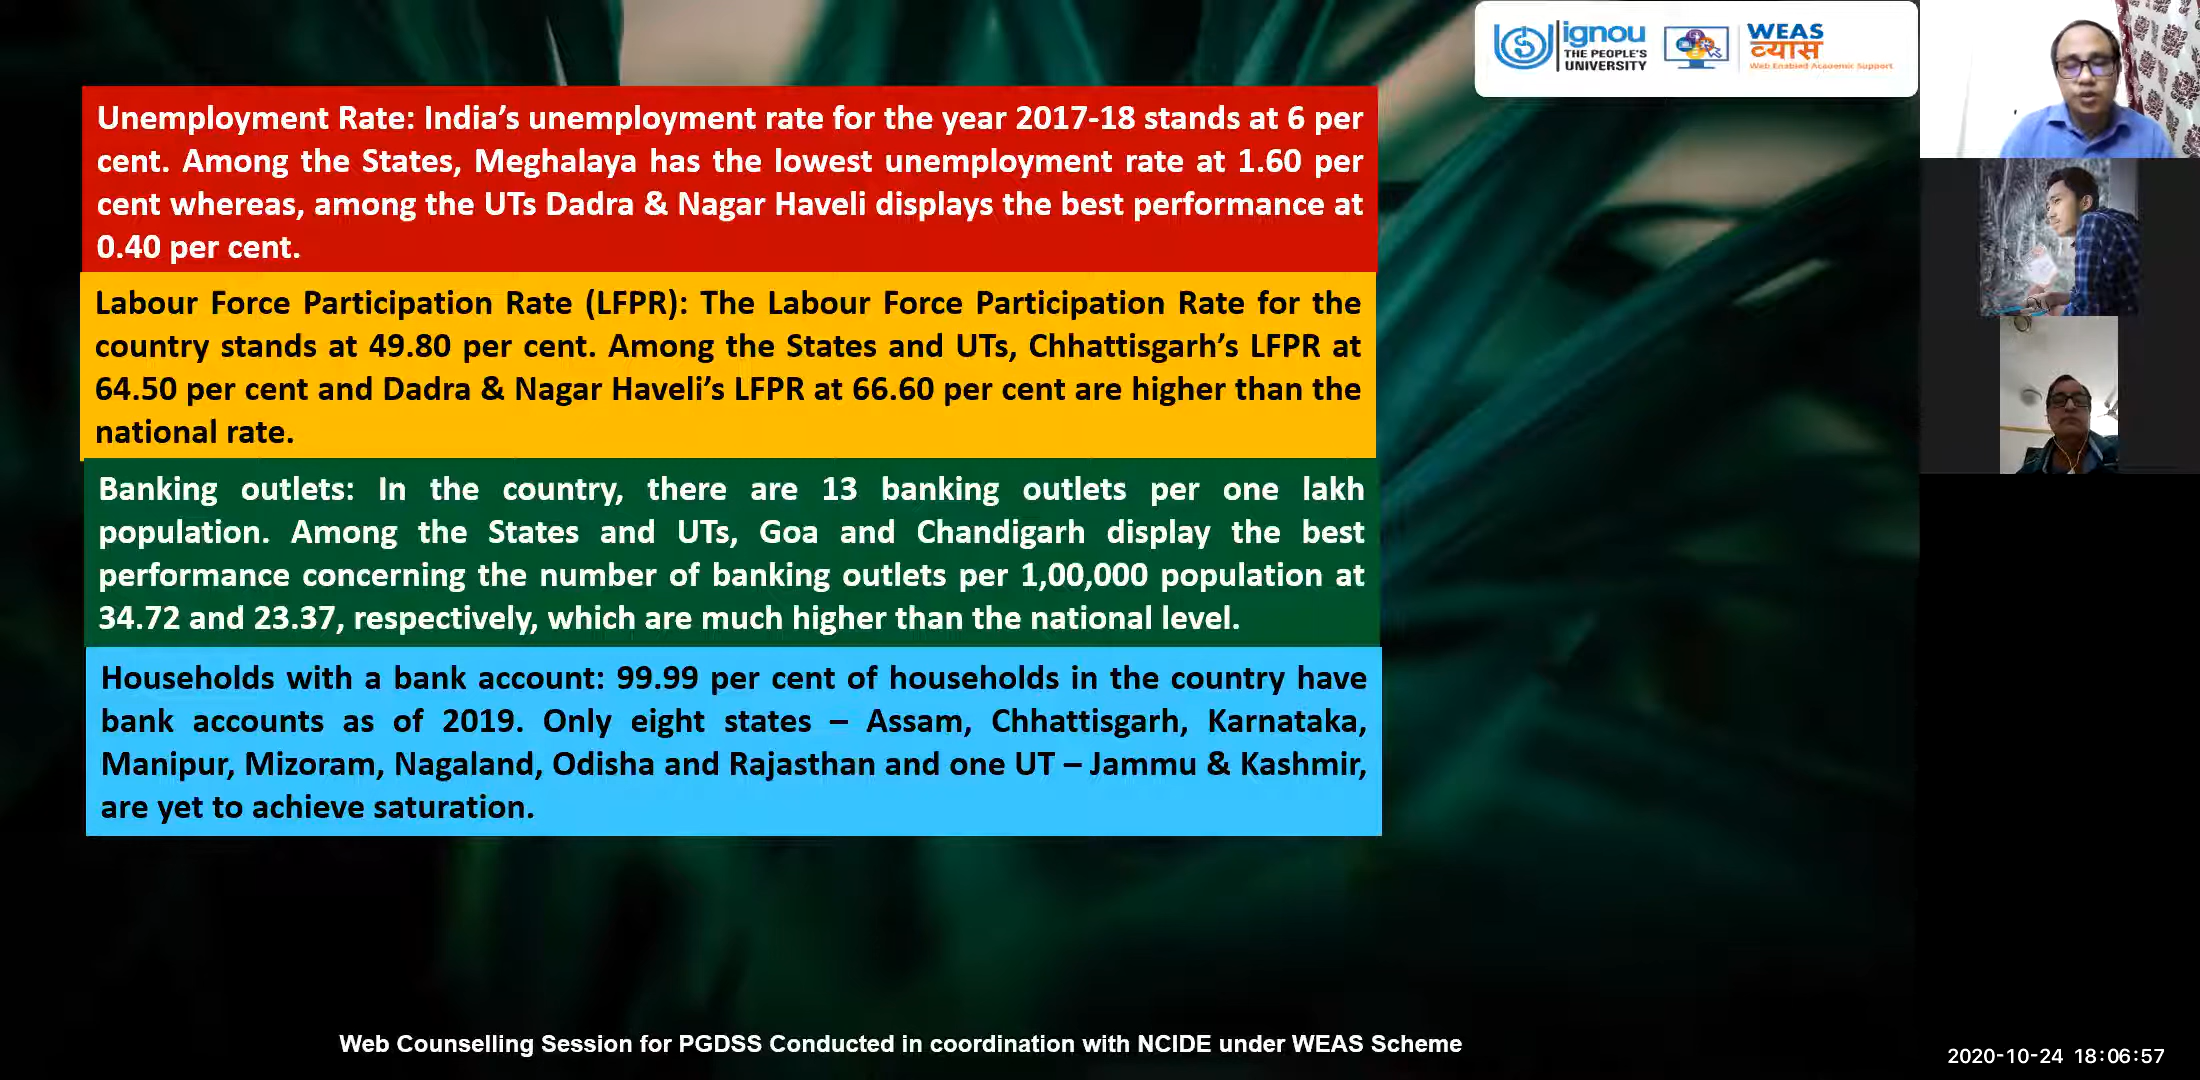 ignou
THE PEOPLE'S
UNIVERSITY
WEAS
व्यास
Web Enabled Academic Support
Unemployment Rate: India’s unemployment rate for the year 2017-18 stands at 6 per
cent. Among the States, Meghalaya has the lowest unemployment rate at 1.60 per
cent whereas, among the UTs Dadra & Nagar Haveli displays the best performance at
0.40 per cent.
Labour Force Participation Rate (LFPR): The Labour Force Participation Rate for the
country stands at 49.80 per cent. Among the States and UTs, Chhattisgarh’s LFPR at
64.50 per cent and Dadra & Nagar Haveli’s LFPR at 66.60 per cent are higher than the
national rate.
Banking outlets: In the country, there are 13 banking outlets per one lakh
population. Among the States and UTs, Goa and Chandigarh display the best
performance concerning the number of banking outlets per 1,00,000 population at
34.72 and 23.37, respectively, which are much higher than the national level.
Households with a bank account: 99.99 per cent of households in the country have
bank accounts as of 2019. Only eight states – Assam, Chhattisgarh, Karnataka,
Manipur, Mizoram, Nagaland, Odisha and Rajasthan and one UT – Jammu & Kashmir,
are yet to achieve saturation.
Web Counselling Session for PGDSS Conducted in coordination with NCIDE under WEAS Scheme
2020-10-24 18:06:57